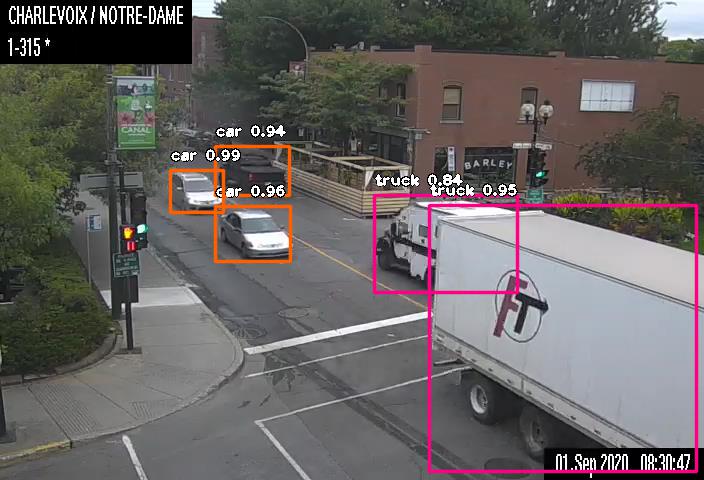 CHARLEVOIX / NOTRE-DAME
1-315 *
car 0.94
car 0.99
car 0.96
truck 0.84
truck 0.95
CANAL
BARLEY
FT
01 Sep 2020 08:30:47